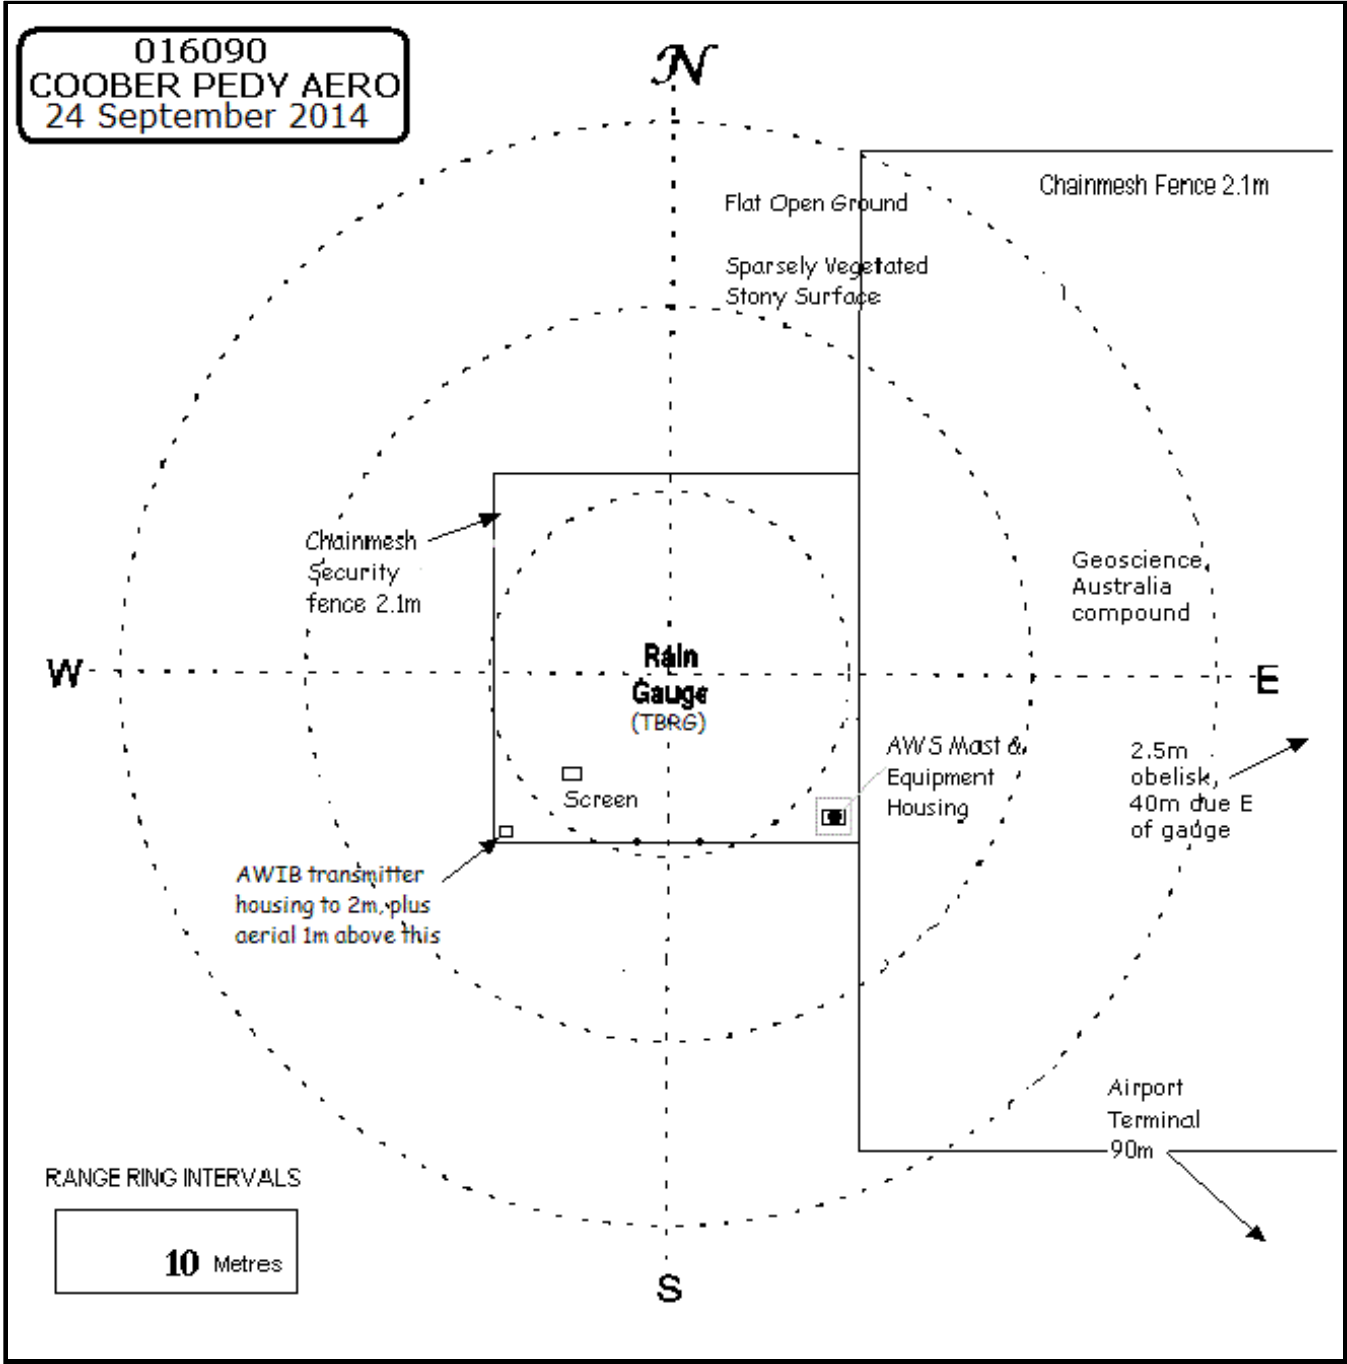 016090
COOBER PEDY AERO
24 September 2014
N
Chainmesh Fence 2.1m
Flat Open Ground
Sparsely Vegetated
Stony Surface
Chainmesh
Security
fence 2.1m
Geoscience
Australia
compound
W
Rain
Gauge
(TBRG)
E
AWS Mast &
Equipment
Housing
2.5m
obelisk,
40m due E
of gauge
Screen
AWIB transmitter
housing to 2m, plus
aerial 1m above this
Airport
Terminal
90m
RANGE RING INTERVALS
10 Metres
S